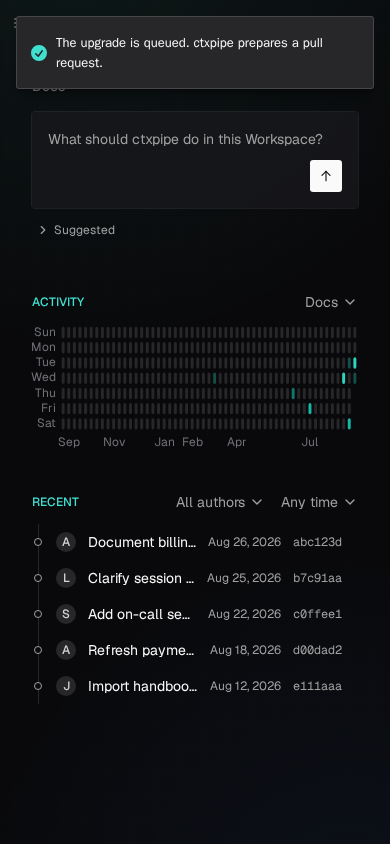 The upgrade is queued. ctxpipe prepares a pull
request.
Docs
What should ctxpipe do in this Workspace?
Suggested
ACTIVITY
Docs
Sun
Mon
Tue
Wed
Thu
Fri
Sat
Sep Nov Jan Feb Apr Jul
RECENT
All authors
Any time
A Document billin... Aug 26, 2026 abc123d
L Clarify session ... Aug 25, 2026 b7c91aa
S Add on-call se... Aug 22, 2026 c0ffee1
A Refresh payme... Aug 18, 2026 d00dad2
J Import handboo... Aug 12, 2026 e111aaa